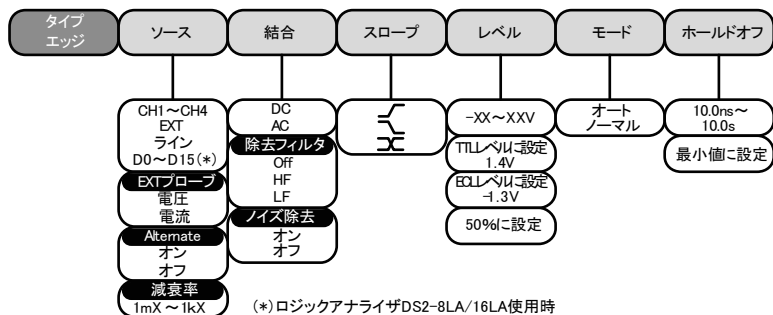 タイプ
エッジ
ソース
結合
スロープ
レベル
モード
ホールドオフ
CH1～CH4
EXT
ライン
D0～D15(*)
EXTプローブ
電圧
電流
Alternate
オン
オフ
減衰率
1mX～1kX
DC
AC
除去フィルタ
Off
HF
LF
ノイズ除去
オン
オフ
-XX～XXV
TTLレベルに設定
1.4V
ECLレベルに設定
-1.3V
50%に設定
オート
ノーマル
10.0ns～
10.0s
最小値に設定
(*)ロジックアナライザDS2-8LA/16LA使用時